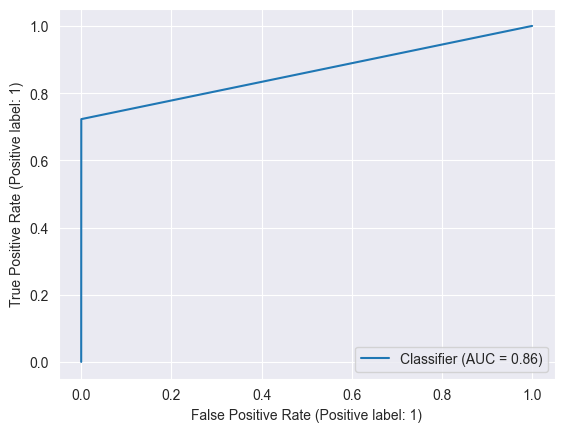 1.0
0.8
0.6
0.4
0.2
0.0
True Positive Rate (Positive label: 1)
Classifier (AUC = 0.86)
0.0 0.2 0.4 0.6 0.8 1.0
False Positive Rate (Positive label: 1)